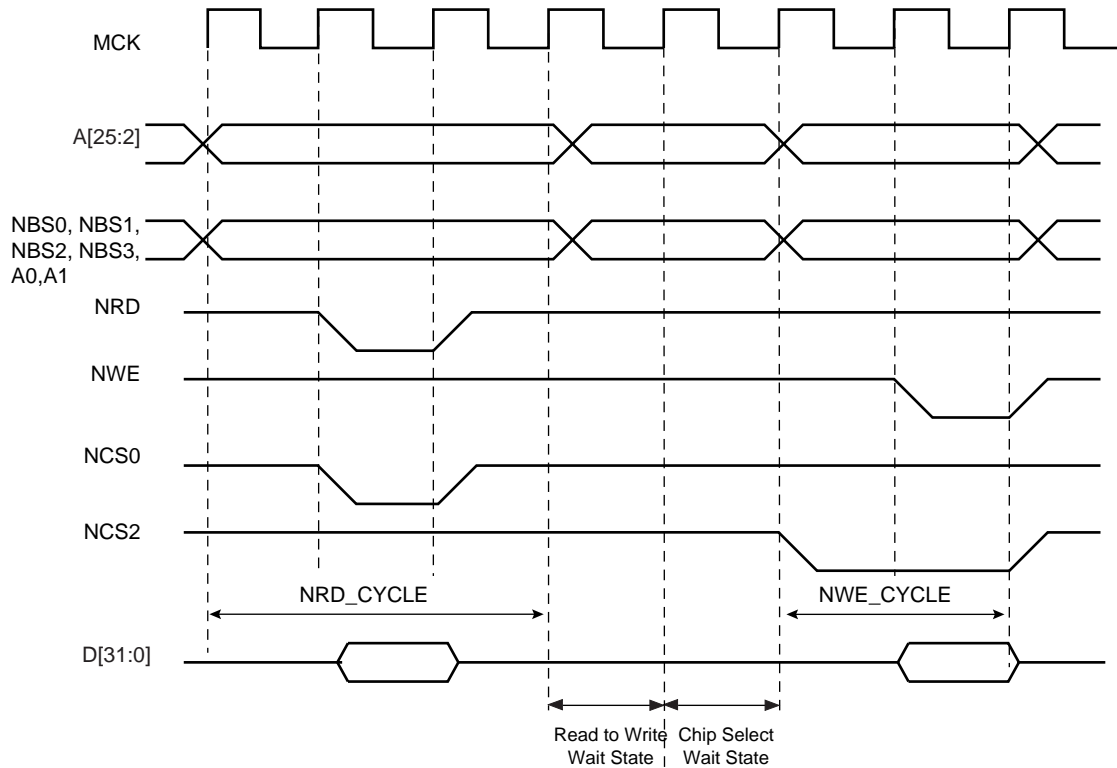 MCK
A[25:2]
NBS0, NBS1,
NBS2, NBS3,
A0,A1
NRD
NWE
NCS0
NCS2
NRD_CYCLE
NWE_CYCLE
D[31:0]
Read to Write
Wait State
Chip Select
Wait State